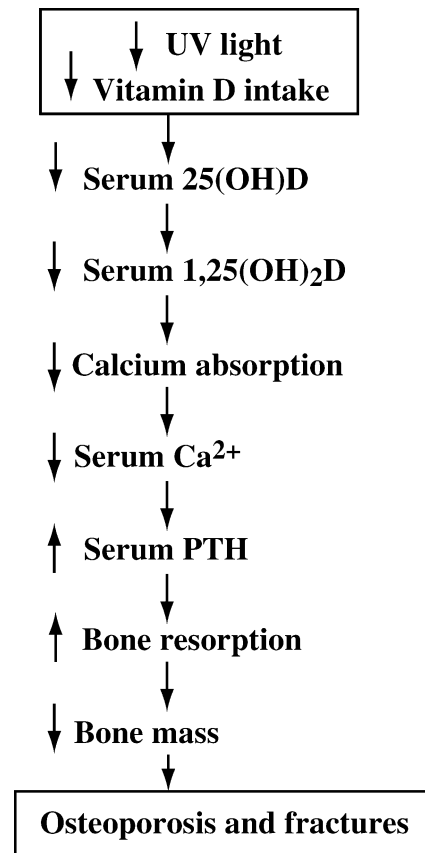 UV light
Vitamin D intake
Serum 25(OH)D
Serum 1,25(OH)₂D
Calcium absorption
Serum Ca²⁺
Serum PTH
Bone resorption
Bone mass
Osteoporosis and fractures